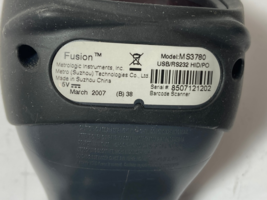 Fusion™
Metrologic Instruments, Inc
Metro (Suzhou) Technologies Co., Ltd
Made in Suzhou China
5V
March 2007 (B) 38
Model: MS3780
USB/RS232 HID/PO
Serial #: 8507121202
Barcode Scanner